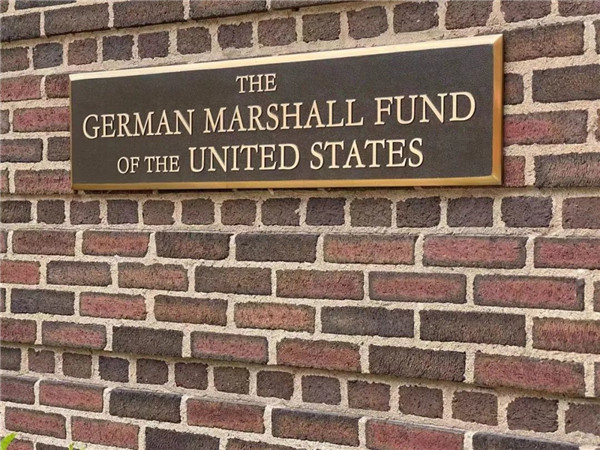 THE
GERMAN MARSHALL FUND
OF THE UNITED STATES